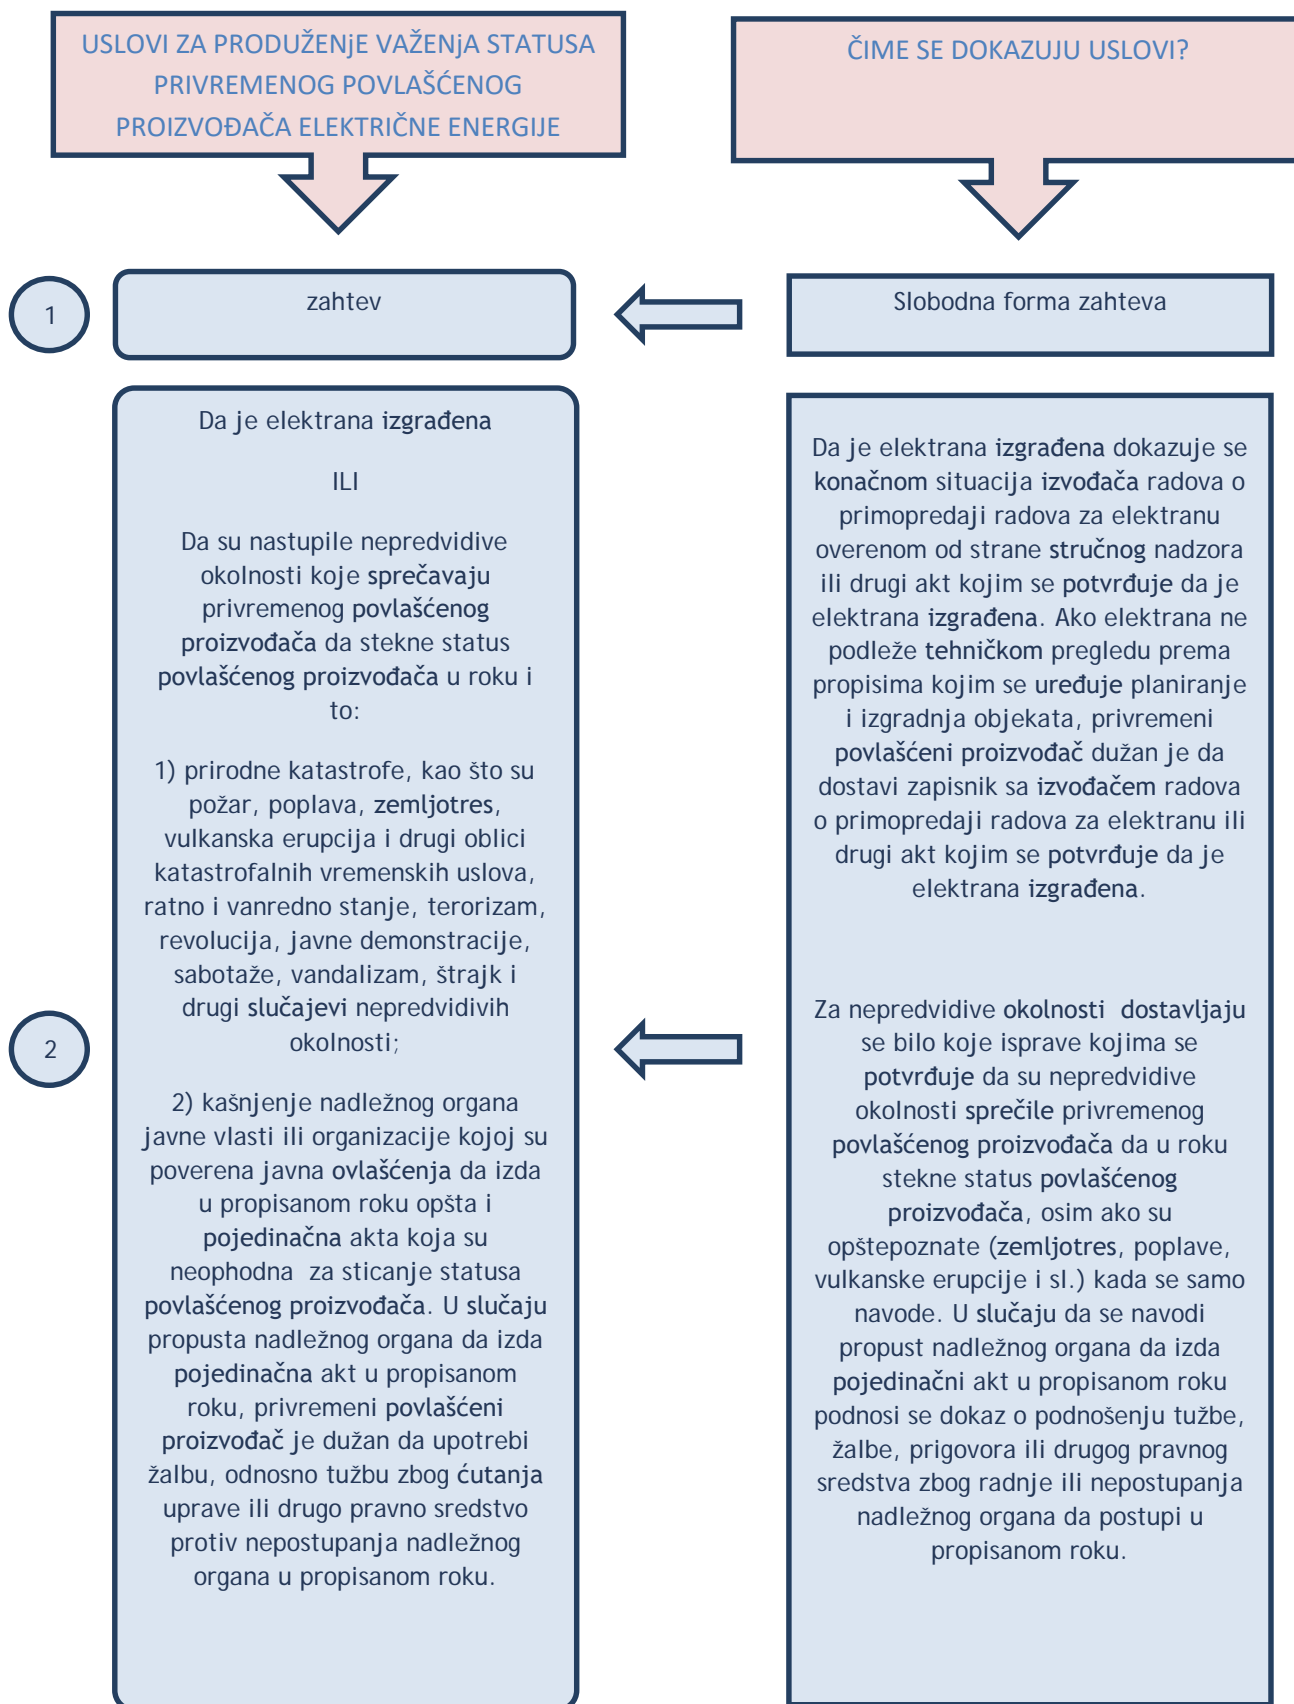 USLOVI ZA PRODUŽENjE VAŽENjA STATUSA
PRIVREMENOG POVLAŠĆENOG
PROIZVOĐAČA ELEKTRIČNE ENERGIJE
ČIME SE DOKAZUJU USLOVI?
1
zahtev
Slobodna forma zahteva
2
Da je elektrana izgrađena
ILI
Da su nastupile nepredvidive
okolnosti koje sprečavaju
privremenog povlašćenog
proizvođača da stekne status
povlašćenog proizvođača u roku i
to:
1) prirodne katastrofe, kao što su
požar, poplava, zemljotres,
vulkanska erupcija i drugi oblici
katastrofalnih vremenskih uslova,
ratno i vanredno stanje, terorizam,
revolucija, javne demonstracije,
sabotaže, vandalizam, štrajk i
drugi slučajevi nepredvidivih
okolnosti;
2) kašnjenje nadležnog organa
javne vlasti ili organizacije kojoj su
poverena javna ovlašćenja da izda
u propisanom roku opšta i
pojedinačna akta koja su
neophodna za sticanje statusa
povlašćenog proizvođača. U slučaju
propusta nadležnog organa da izda
pojedinačna akt u propisanom
roku, privremeni povlašćeni
proizvođač je dužan da upotrebi
žalbu, odnosno tužbu zbog ćutanja
uprave ili drugo pravno sredstvo
protiv nepostupanja nadležnog
organa u propisanom roku.
Da je elektrana izgrađena dokazuje se
konačnom situacija izvođača radova o
primopredaji radova za elektranu
overenom od strane stručnog nadzora
ili drugi akt kojim se potvrđuje da je
elektrana izgrađena. Ako elektrana ne
podleže tehničkom pregledu prema
propisima kojim se uređuje planiranje
i izgradnja objekata, privremeni
povlašćeni proizvođač dužan je da
dostavi zapisnik sa izvođačem radova
o primopredaji radova za elektranu ili
drugi akt kojim se potvrđuje da je
elektrana izgrađena.
Za nepredvidive okolnosti dostavljaju
se bilo koje isprave kojima se
potvrđuje da su nepredvidive
okolnosti sprečile privremenog
povlašćenog proizvođača da u roku
stekne status povlašćenog
proizvođača, osim ako su
opštepoznate (zemljotres, poplave,
vulkanske erupcije i sl.) kada se samo
navode. U slučaju da se navodi
propust nadležnog organa da izda
pojedinačni akt u propisanom roku
podnosi se dokaz o podnošenju tužbe,
žalbe, prigovora ili drugog pravnog
sredstva zbog radnje ili nepostupanja
nadležnog organa da postupi u
propisanom roku.